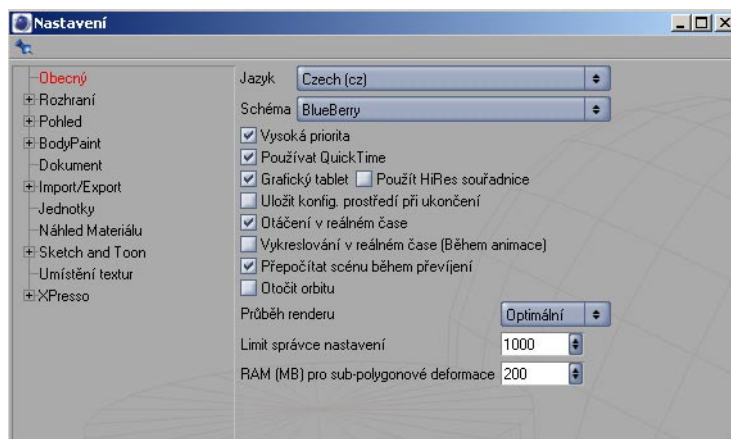 Nastavení
Obecný
Rozhraní
Pohled
BodyPaint
Dokument
Import/Export
Jednotky
Náhled Materiálu
Sketch and Toon
Umístění textur
XPresso
Jazyk Czech (cz)
Schéma BlueBerry
Vysoká priorita
Používat QuickTime
Grafický tablet Použít HiRes souřadnice
Uložit konfig. prostředí při ukončení
Otáčení v reálném čase
Vykreslování v reálném čase (Během animace)
Přepočítat scénu během převíjení
Otočit orbitu
Průběh renderu Optimální
Limit správce nastavení 1000
RAM (MB) pro sub-polygonové deformace 200